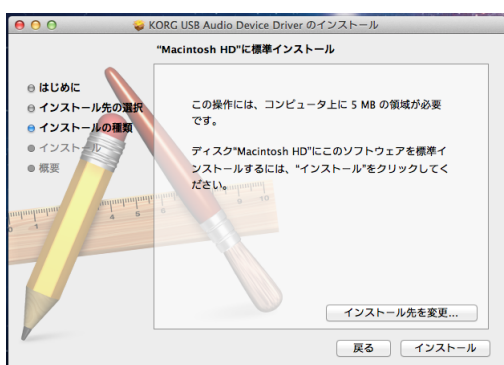 KORG USB Audio Device Driver のインストール
"Macintosh HD"に標準インストール
はじめに
インストール先の選択
インストールの種類
インストール
概要
この操作には、コンピュータ上に 5 MB の領域が必要
です。
ディスク"Macintosh HD"にこのソフトウェアを標準イ
ンストールするには、"インストール"をクリックしてく
ださい。
インストール先を変更...
戻る
インストール